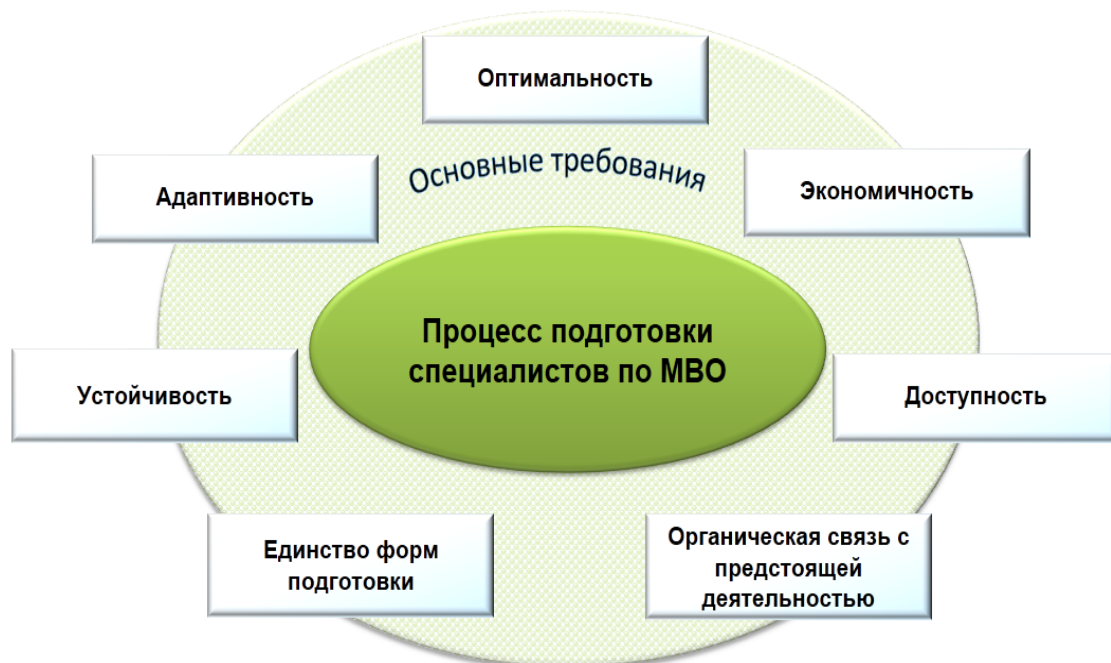 Оптимальность
Основные требования
Адаптивность
Экономичность
Процесс подготовки
специалистов по МВО
Устойчивость
Доступность
Единство форм
подготовки
Органическая связь с
предстоящей
деятельностью